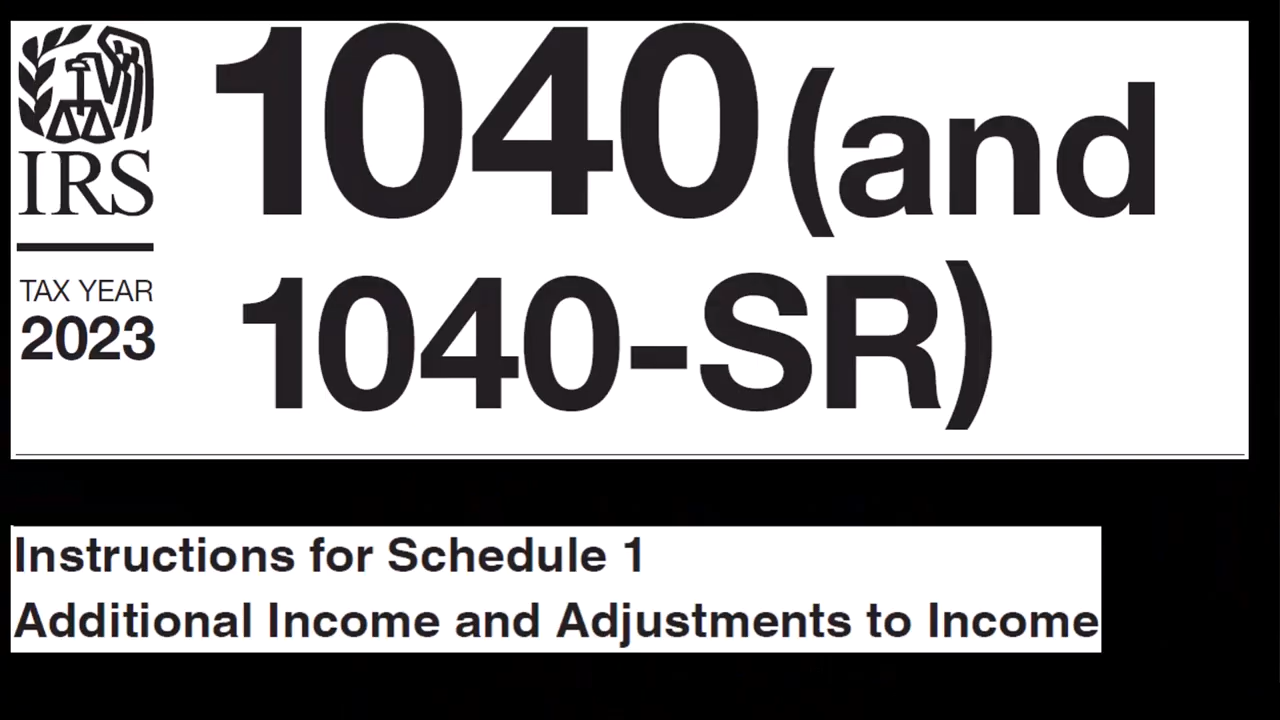 IRS
TAX YEAR
2023
1040 (and
1040-SR)
Instructions for Schedule 1
Additional Income and Adjustments to Income